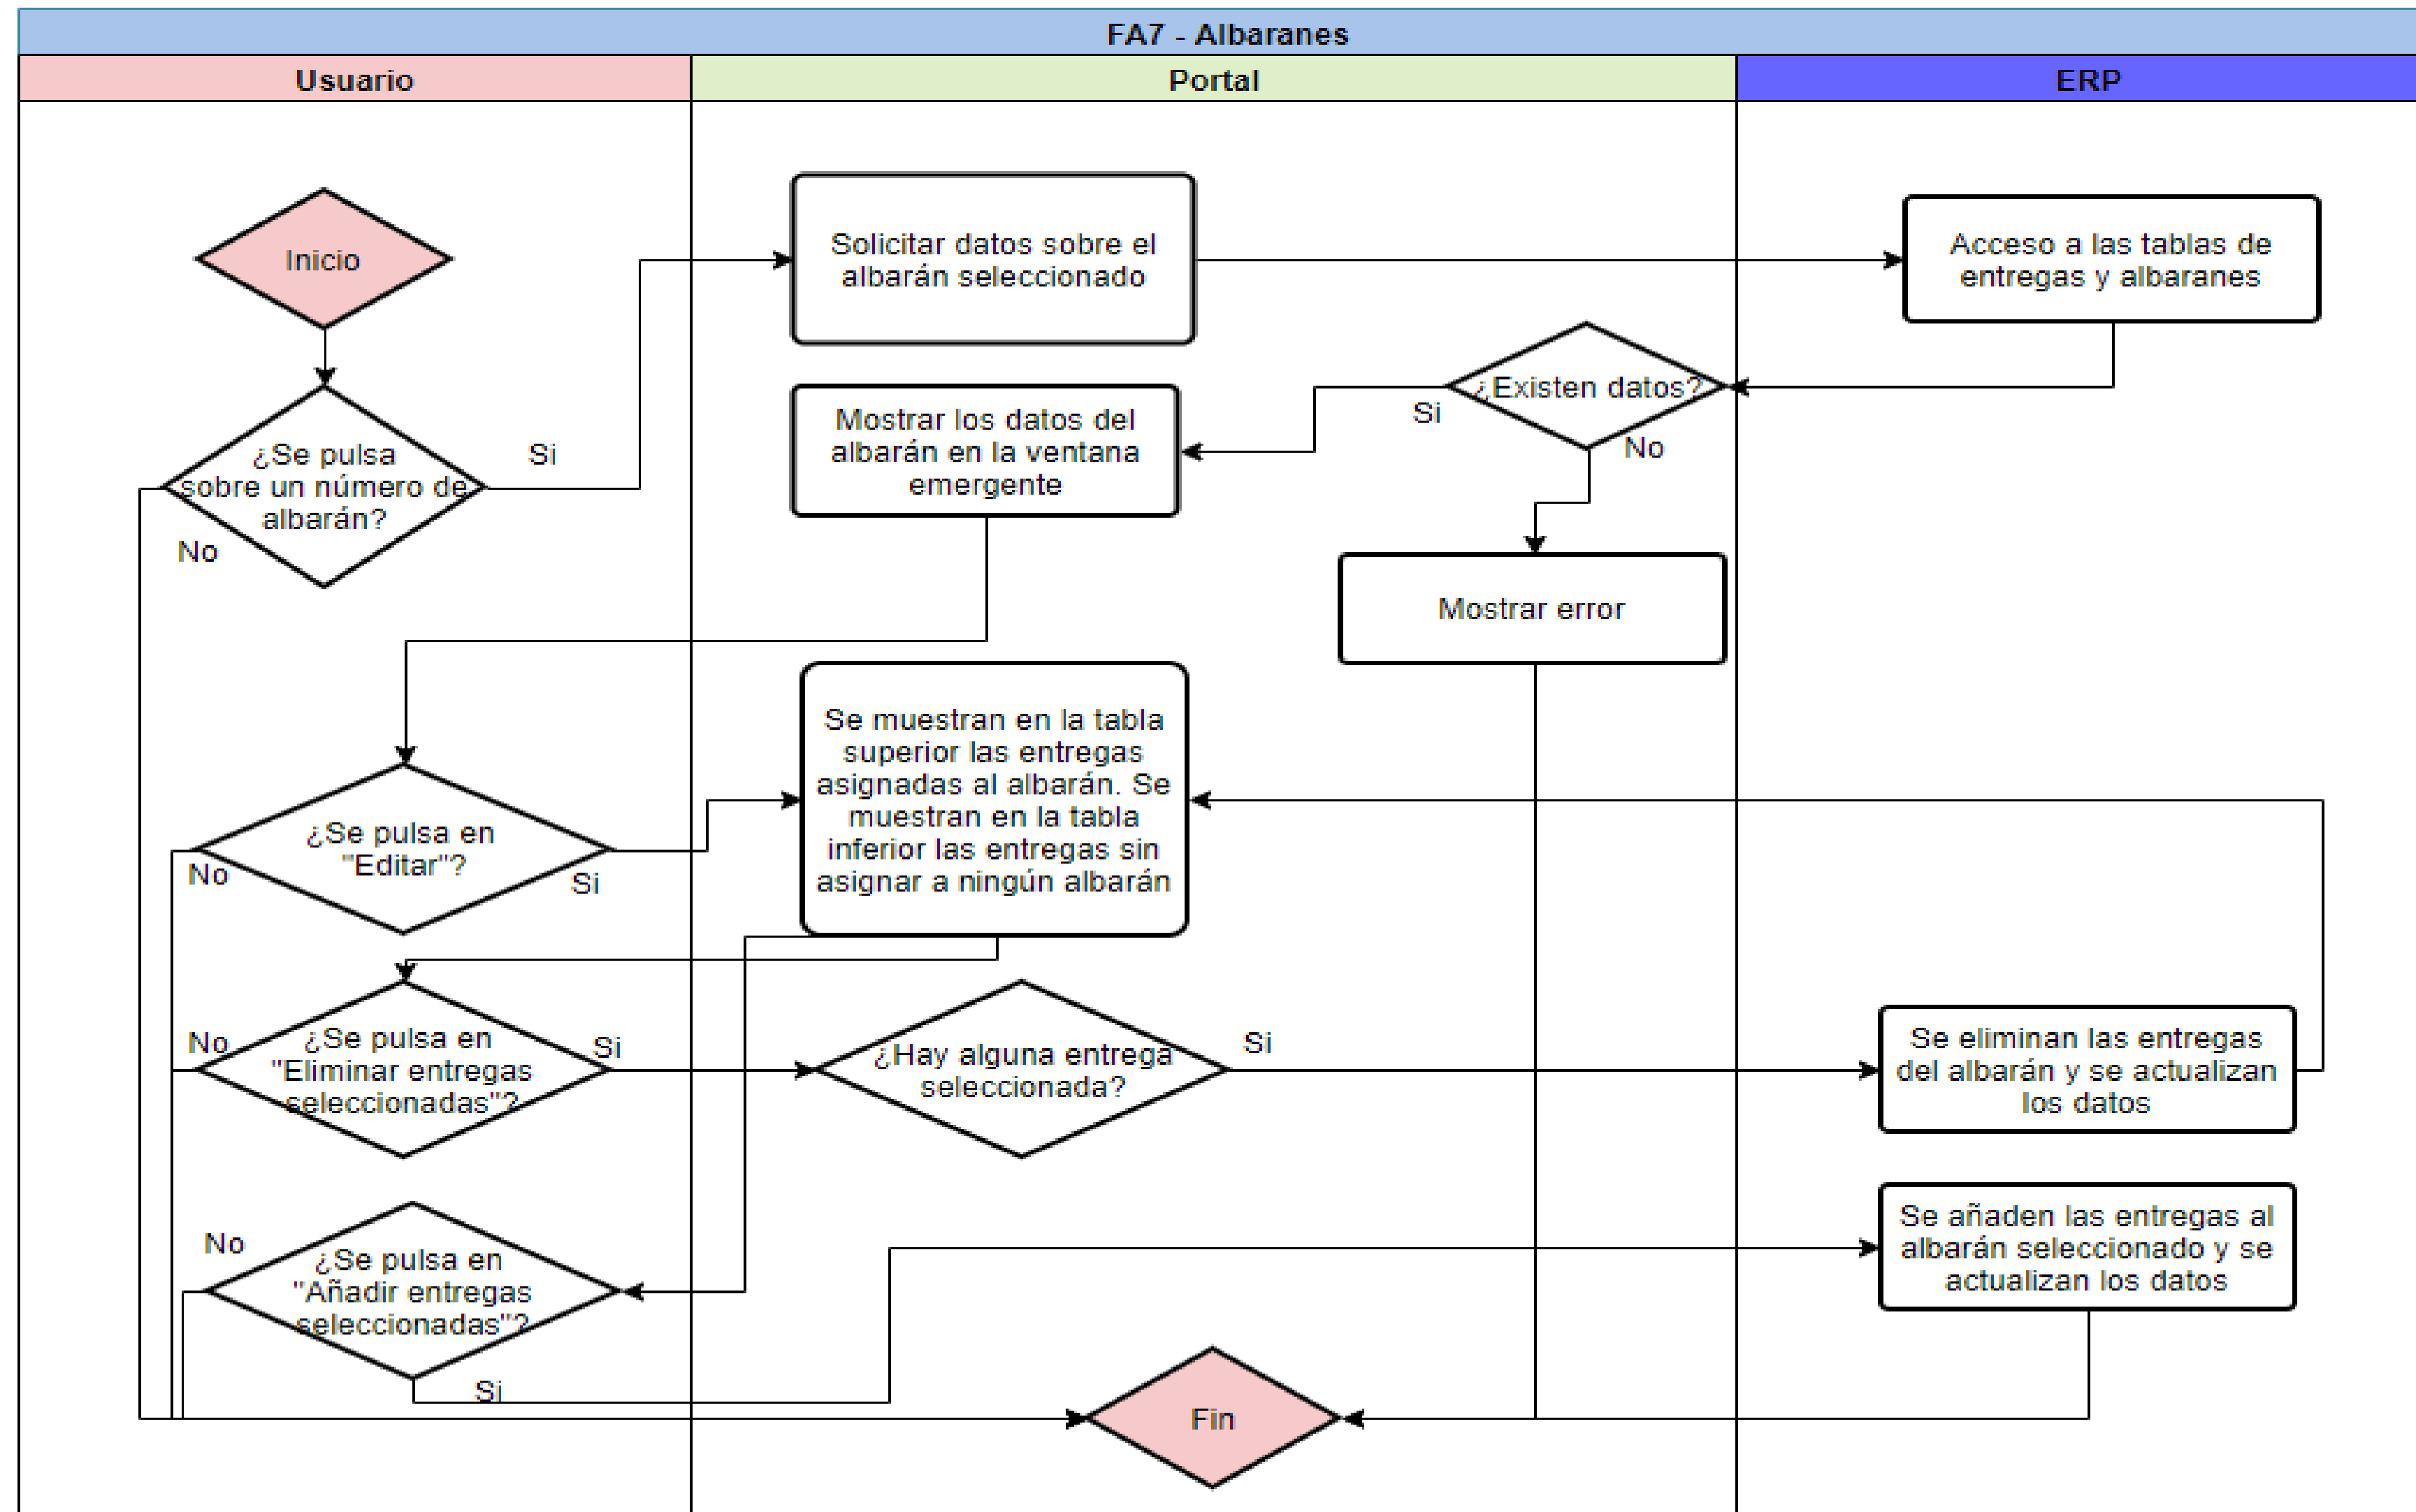 FA7 - Albaranes
Usuario
Portal
ERP
Inicio
Solicitar datos sobre el
albarán seleccionado
Acceso a las tablas de
entregas y albaranes
¿Existen datos?
Si
No
Mostrar los datos del
albarán en la ventana
emergente
¿Se pulsa
sobre un número de
albarán?
Si
No
Mostrar error
Se muestran en la tabla
superior las entregas
asignadas al albarán. Se
muestran en la tabla
inferior las entregas sin
asignar a ningún albarán
¿Se pulsa en
"Editar"?
No
Si
¿Se pulsa en
"Eliminar entregas
seleccionadas"?
No
Si
¿Hay alguna entrega
seleccionada?
Si
Se eliminan las entregas
del albarán y se actualizan
los datos
¿Se pulsa en
"Añadir entregas
seleccionadas"?
No
Si
Se añaden las entregas al
albarán seleccionado y se
actualizan los datos
Fin